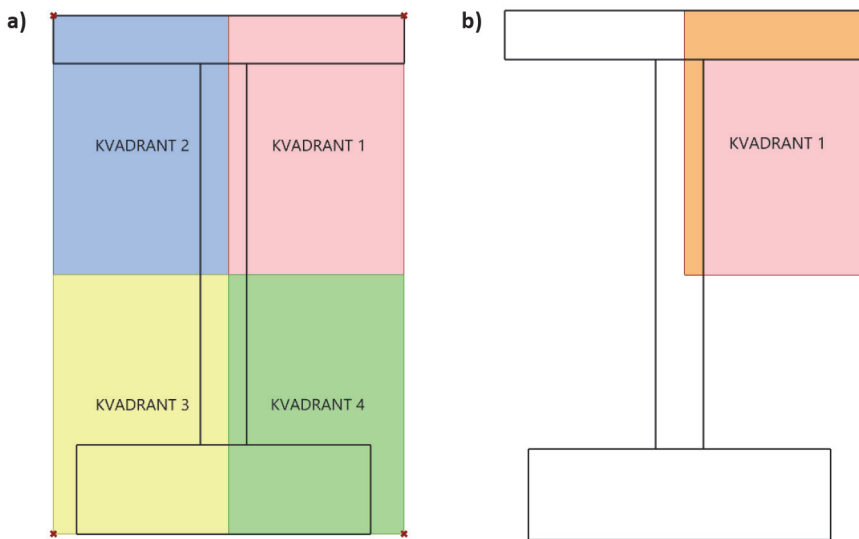 a)
KVADRANT 2
KVADRANT 1
KVADRANT 3
KVADRANT 4
b)
KVADRANT 1